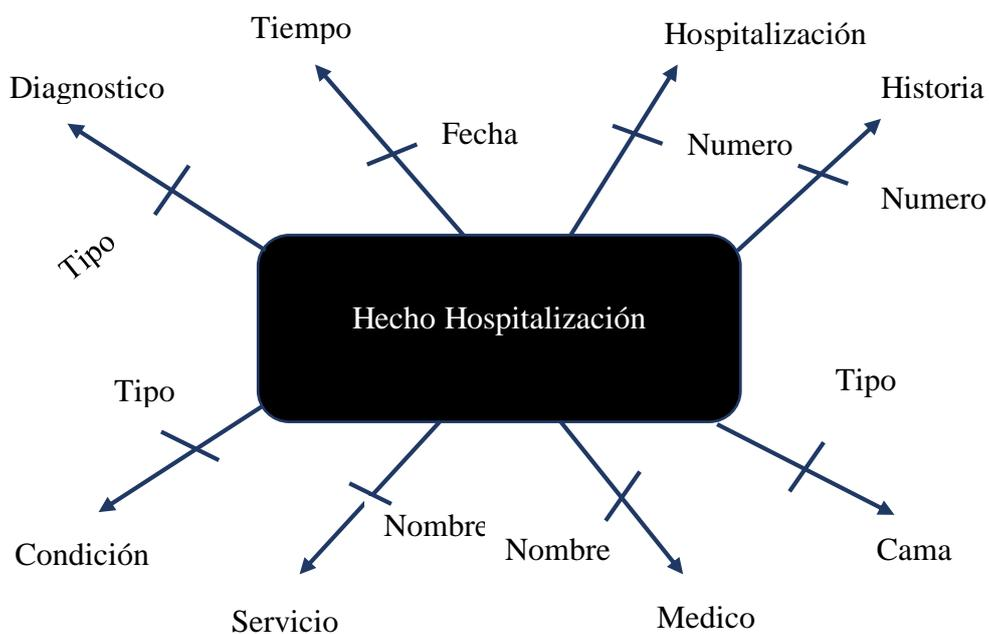 Tiempo
Hospitalización
Diagnostico
Historia
Fecha
Numero
Numero
Tipo
Hecho Hospitalización
Tipo
Tipo
Nombre
Nombre
Condición
Cama
Servicio
Medico